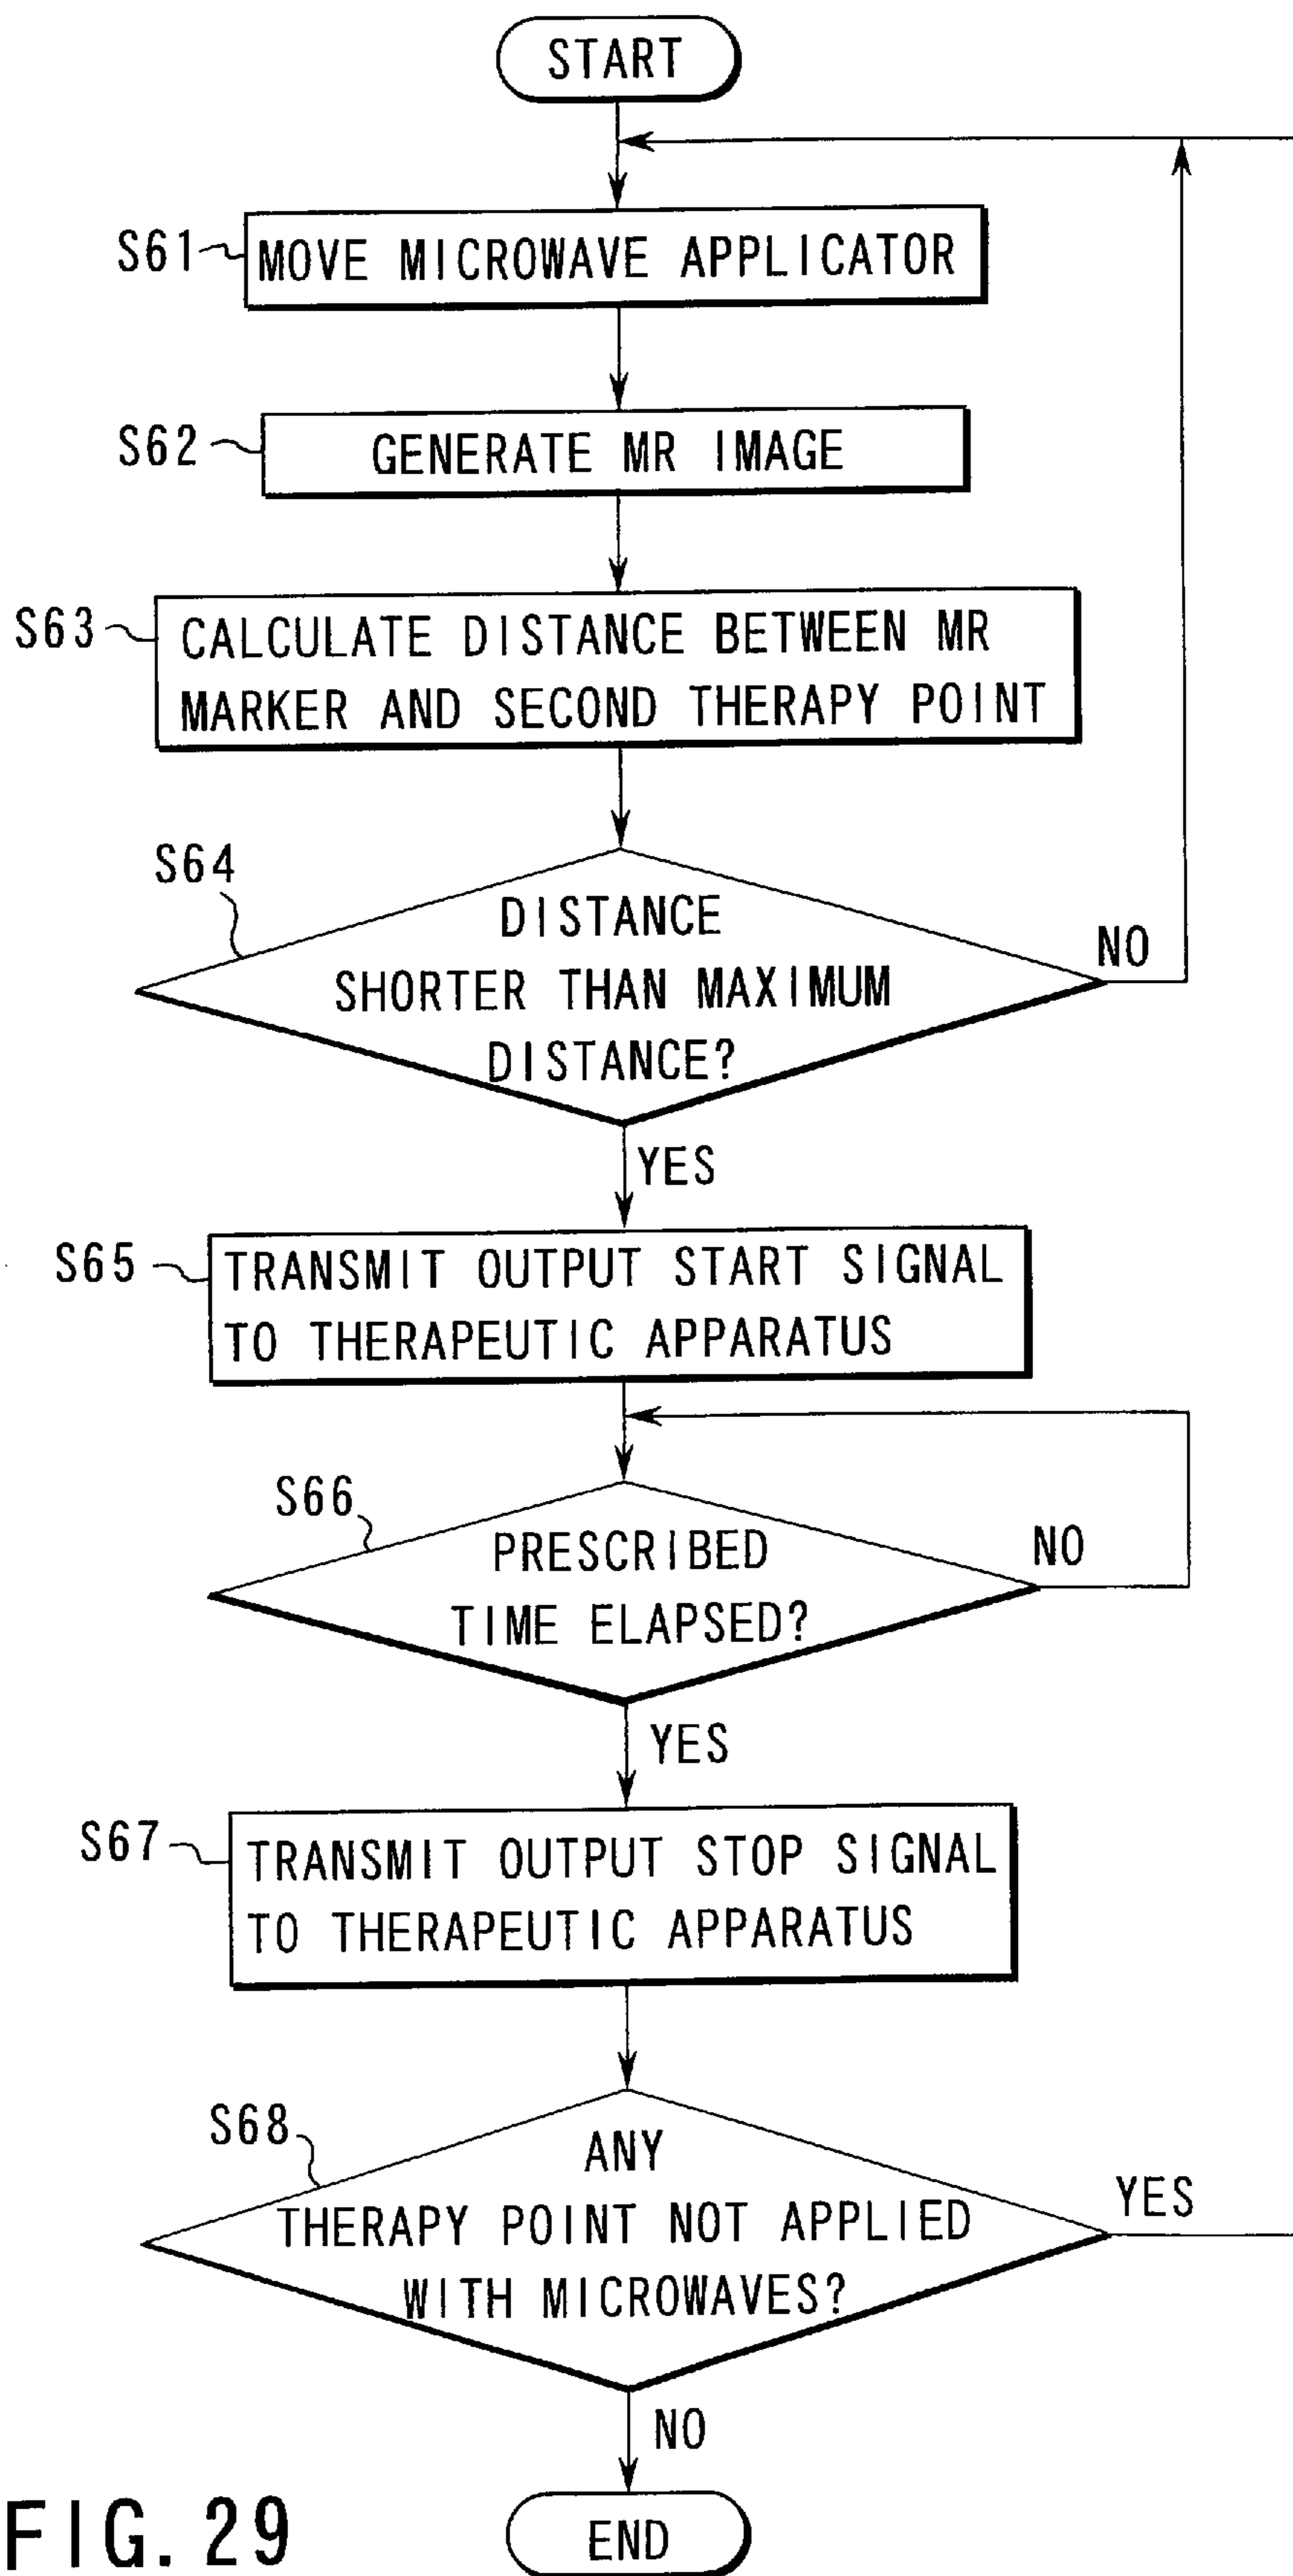 START
S61
MOVE MICROWAVE APPLICATOR
S62
GENERATE MR IMAGE
S63
CALCULATE DISTANCE BETWEEN MR
MARKER AND SECOND THERAPY POINT
S64
DISTANCE
SHORTER THAN MAXIMUM
DISTANCE?
NO
YES
S65
TRANSMIT OUTPUT START SIGNAL
TO THERAPEUTIC APPARATUS
S66
PRESCRIBED
TIME ELAPSED?
NO
YES
S67
TRANSMIT OUTPUT STOP SIGNAL
TO THERAPEUTIC APPARATUS
S68
ANY
THERAPY POINT NOT APPLIED
WITH MICROWAVES?
YES
NO
END
FIG. 29